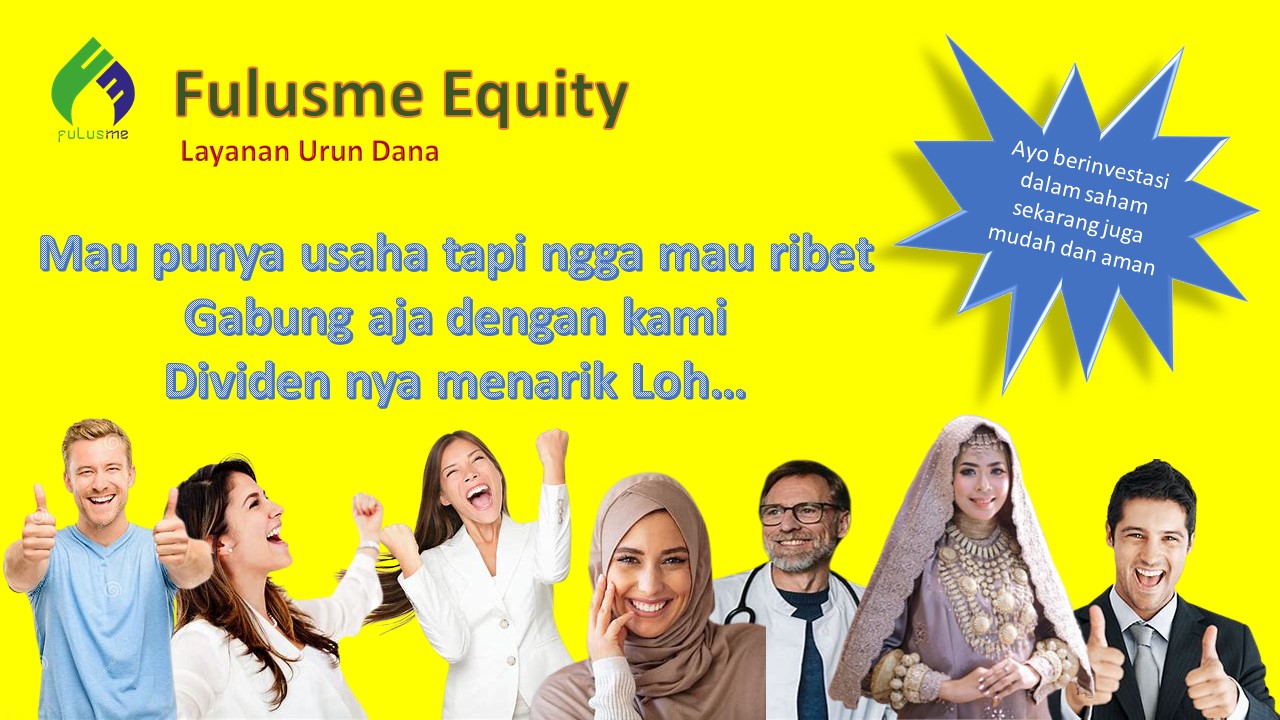 fuLusme
Fulusme Equity
Layanan Urun Dana
Ayo berinvestasi
dalam saham
sekarang juga
mudah dan aman
Mau punya usaha tapi ngga mau ribet
Gabung aja dengan kami
Dividen nya menarik Loh...